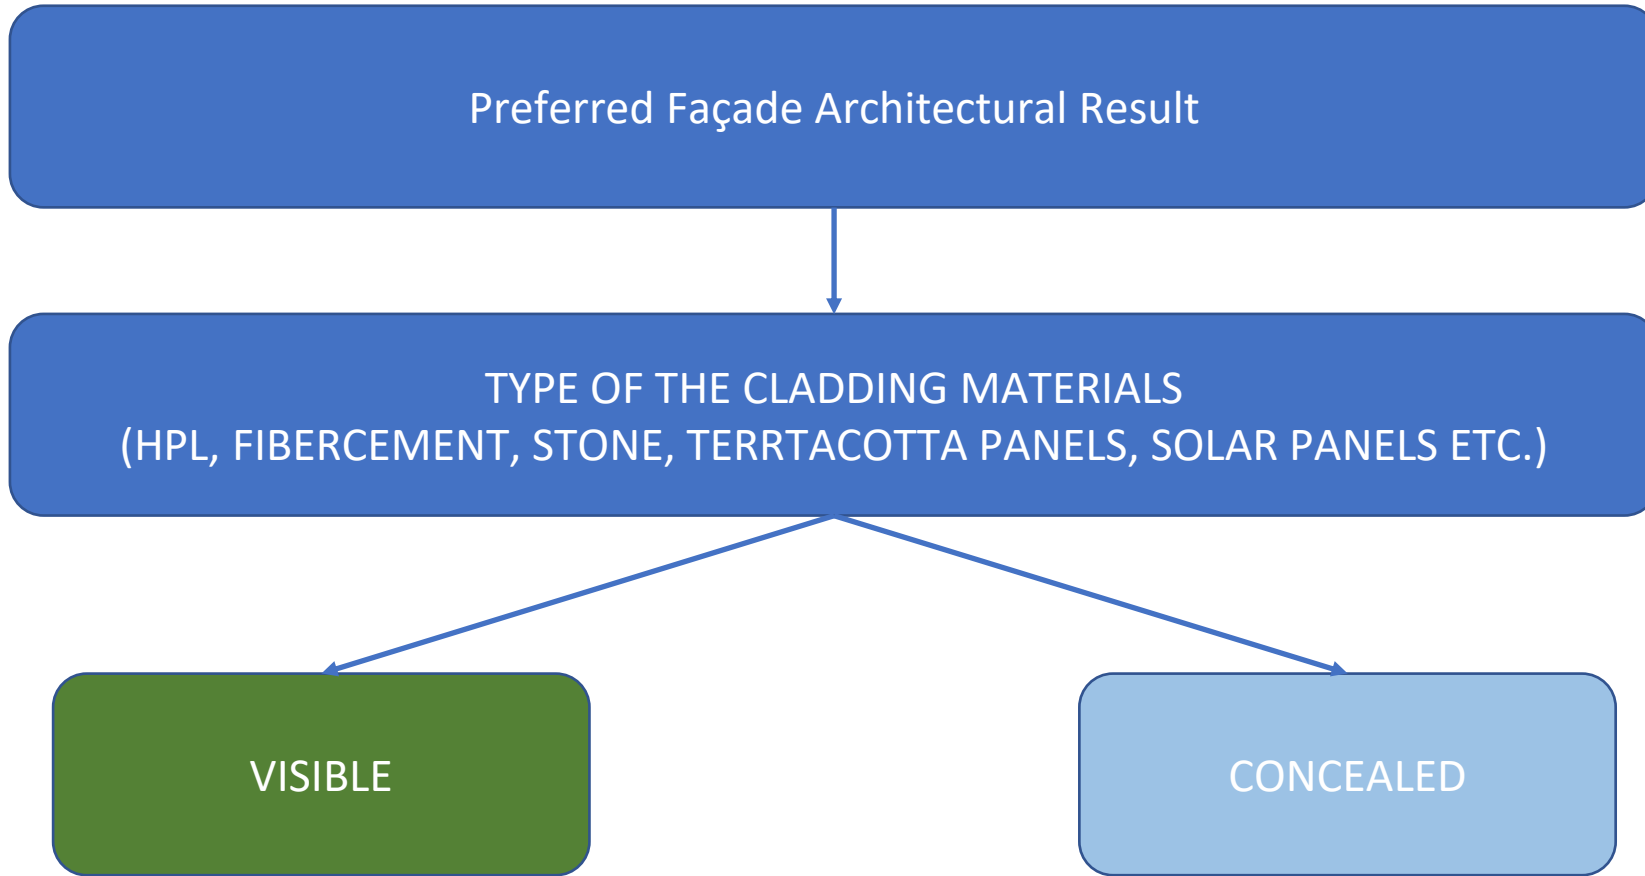 Preferred Façade Architectural Result
TYPE OF THE CLADDING MATERIALS
(HPL, FIBERCEMENT, STONE, TERRTACOTTA PANELS, SOLAR PANELS ETC.)
VISIBLE
CONCEALED